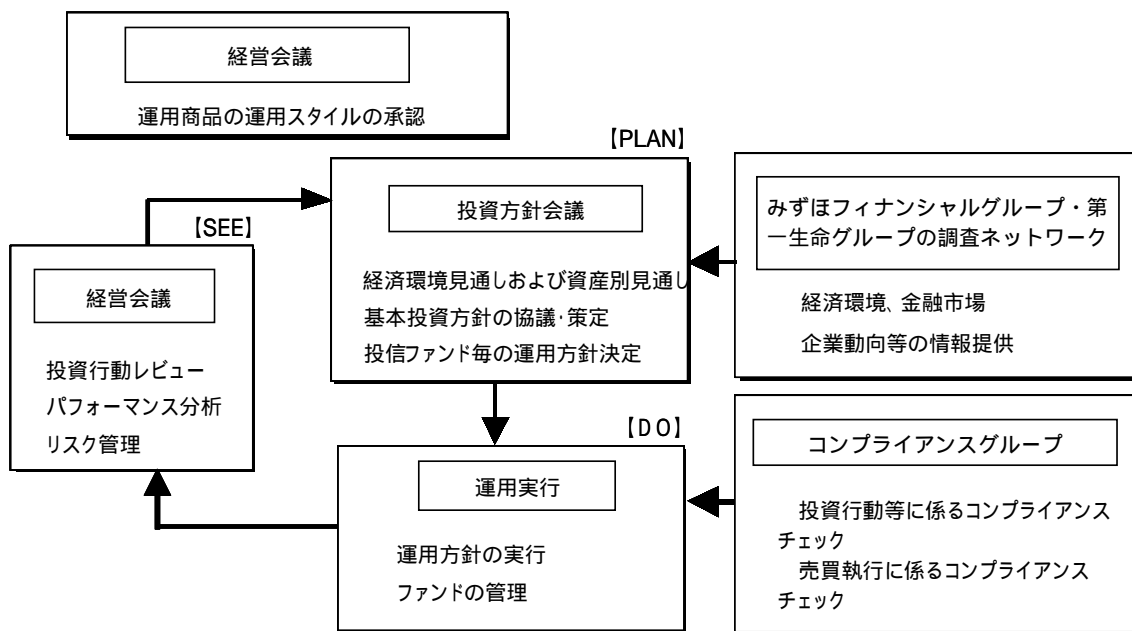 経営会議
運用商品の運用スタイルの承認
【PLAN】
投資方針会議
経済環境見通しおよび資産別見通し
基本投資方針の協議・策定
投信ファンド毎の運用方針決定
みずほフィナンシャルグループ・第
一生命グループの調査ネットワーク
経済環境、金融市場
企業動向等の情報提供
【SEE】
経営会議
投資行動レビュー
パフォーマンス分析
リスク管理
【DO】
運用実行
運用方針の実行
ファンドの管理
コンプライアンスグループ
投資行動等に係るコンプライアンス
チェック
売買執行に係るコンプライアンス
チェック